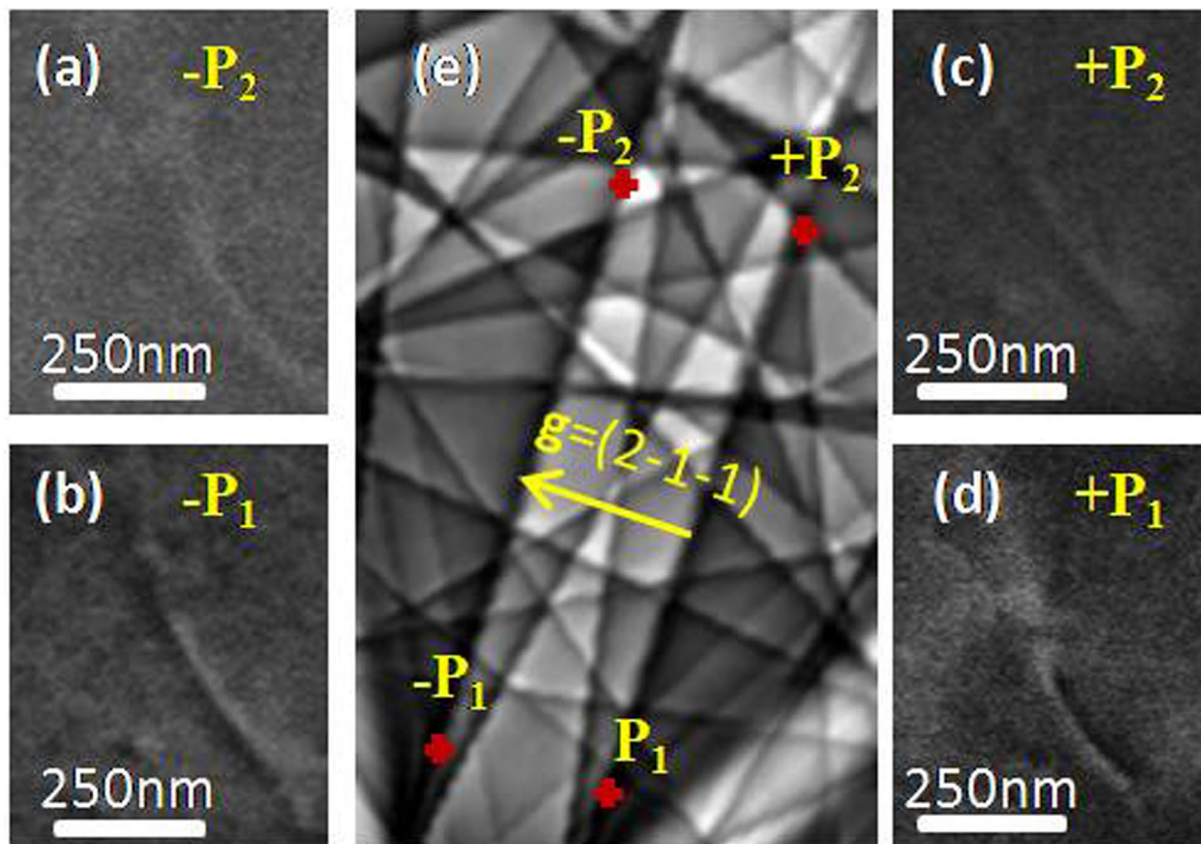 (a) -P₂
250nm
(b) -P₁
250nm
(e)
-P₂
+P₂
g=(2-1-1)
-P₁
P₁
(c) +P₂
250nm
(d) +P₁
250nm